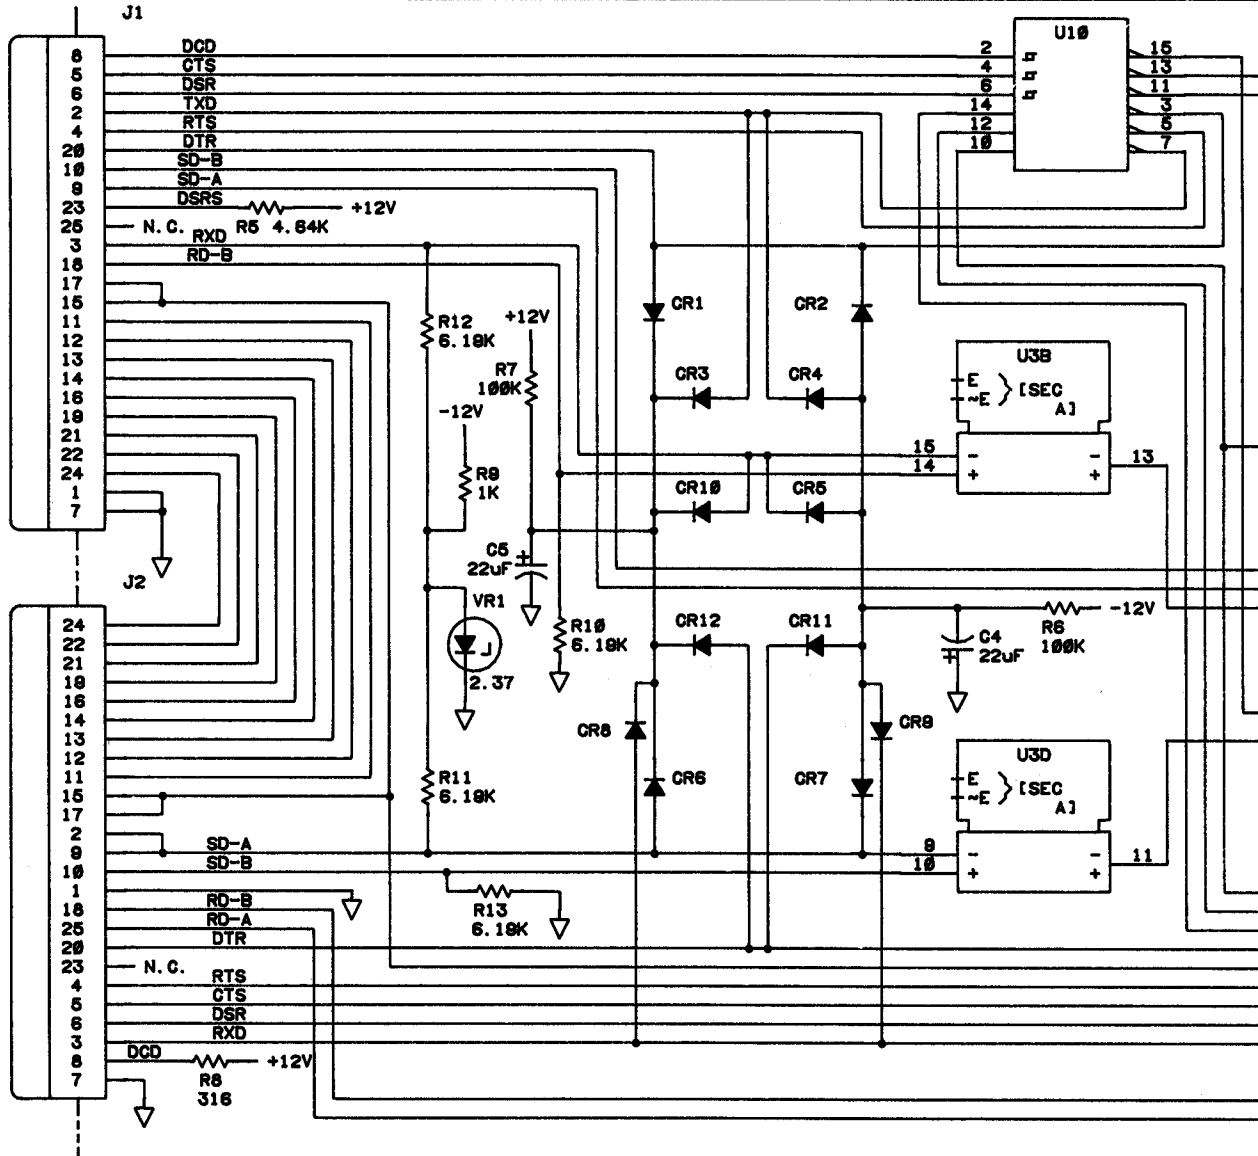 J1
8 DCD
5 CTS
6 DSR
2 TXD
4 RTS
20 DTR
10 SD-B
9 SD-A
23 DSRS
R5 4.64K
+12V
25 N.C.
3 RXD
18 RD-B
17
15
11
12
13
14
16
19
21
22
24
1
7
U10
2 15
4 13
6 11
14 3
12 5
10 7
R12
6.19K
+12V
R7
100K
-12V
R9
1K
C5
+
22uF
VR1
2.37
R10
6.19K
R11
6.19K
CR1
CR2
CR3
CR4
CR10
CR5
CR12
CR11
CR8
CR9
CR6
CR7
U3B
E
~E
[SEC
A]
15 - -
14 + +
13
R6
100K
-12V
C4
22uF
+
U3D
E
~E
[SEC
A]
9 - -
10 + +
11
J2
24
22
21
19
16
14
13
12
11
15
17
2
9 SD-A
10 SD-B
1
18 RD-B
25 RD-A
20 DTR
23 N.C.
4 RTS
5 CTS
6 DSR
3 RXD
8 DCD
+12V
R8
316
7
R13
6.19K